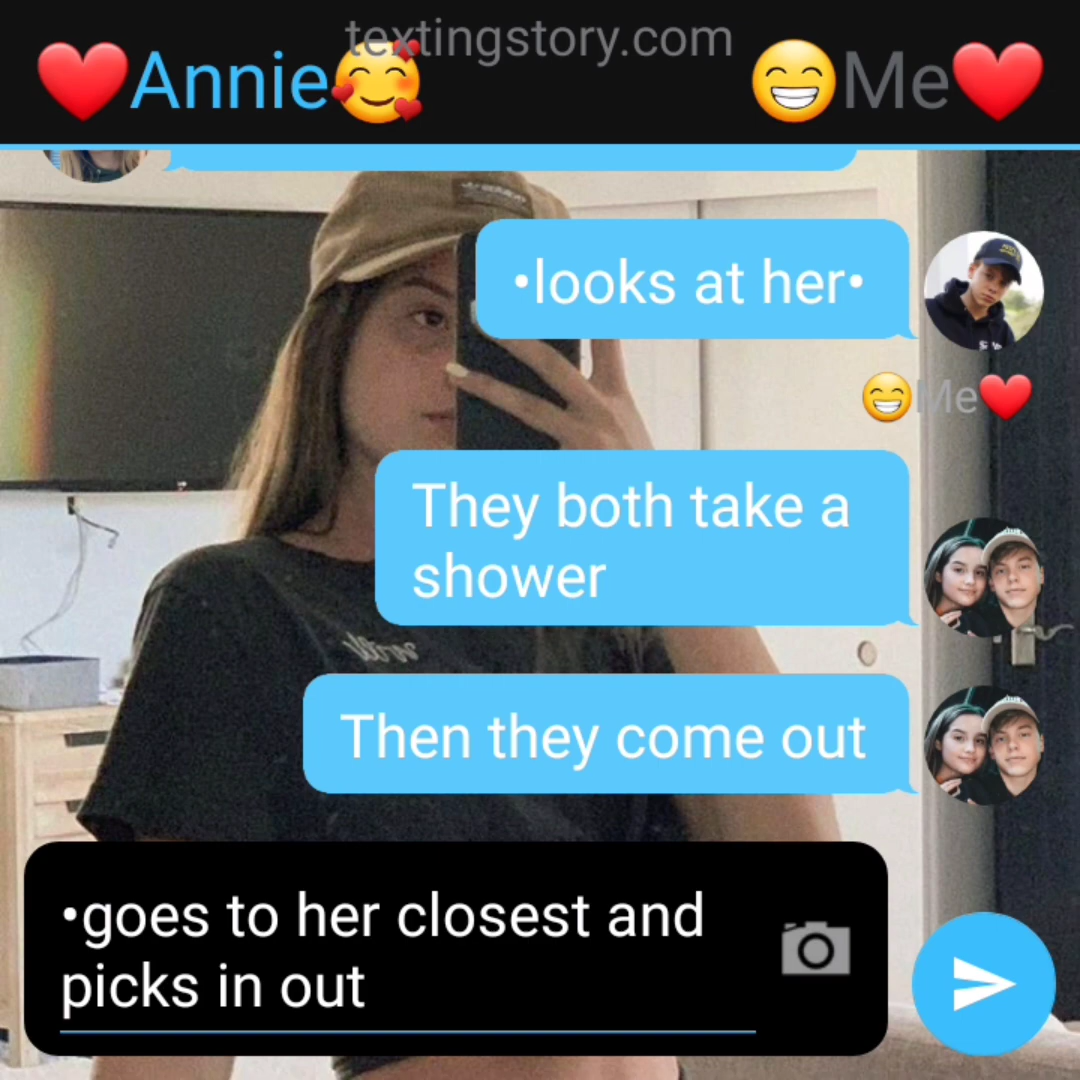 textingstory.com
❤️Annie🥰
😁Me❤️
•looks at her•
😁Me❤️
They both take a
shower
Then they come out
•goes to her closest and
picks in out